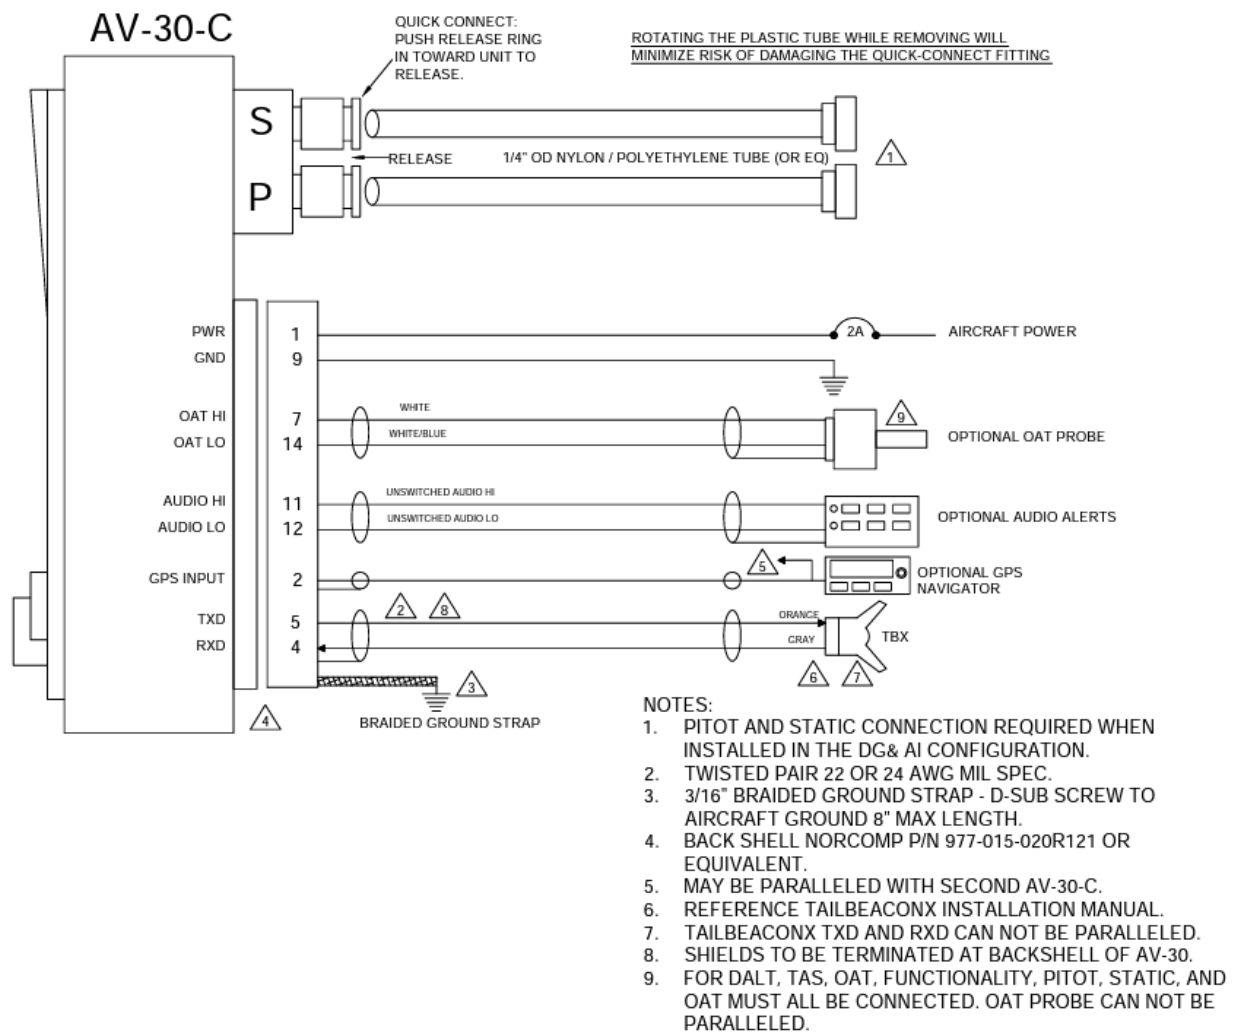 AV-30-C
QUICK CONNECT:
PUSH RELEASE RING
IN TOWARD UNIT TO
RELEASE.
ROTATING THE PLASTIC TUBE WHILE REMOVING WILL
MINIMIZE RISK OF DAMAGING THE QUICK-CONNECT FITTING
S
RELEASE
1/4" OD NYLON / POLYETHYLENE TUBE (OR EQ)
1
P
PWR 1 2A AIRCRAFT POWER
GND 9
OAT HI 7 WHITE
OAT LO 14 WHITE/BLUE
9
OPTIONAL OAT PROBE
AUDIO HI 11 UNSWITCHED AUDIO HI
AUDIO LO 12 UNSWITCHED AUDIO LO
OPTIONAL AUDIO ALERTS
GPS INPUT 2
5
OPTIONAL GPS
NAVIGATOR
2 8
TXD 5 ORANGE
RXD 4 GRAY
TBX
6 7
3
4
BRAIDED GROUND STRAP
NOTES:
1. PITOT AND STATIC CONNECTION REQUIRED WHEN
INSTALLED IN THE DG& AI CONFIGURATION.
2. TWISTED PAIR 22 OR 24 AWG MIL SPEC.
3. 3/16" BRAIDED GROUND STRAP - D-SUB SCREW TO
AIRCRAFT GROUND 8" MAX LENGTH.
4. BACK SHELL NORCOMP P/N 977-015-020R121 OR
EQUIVALENT.
5. MAY BE PARALLELED WITH SECOND AV-30-C.
6. REFERENCE TAILBEACONX INSTALLATION MANUAL.
7. TAILBEACONX TXD AND RXD CAN NOT BE PARALLELED.
8. SHIELDS TO BE TERMINATED AT BACKSHELL OF AV-30.
9. FOR DALT, TAS, OAT, FUNCTIONALITY, PITOT, STATIC, AND
OAT MUST ALL BE CONNECTED. OAT PROBE CAN NOT BE
PARALLELED.